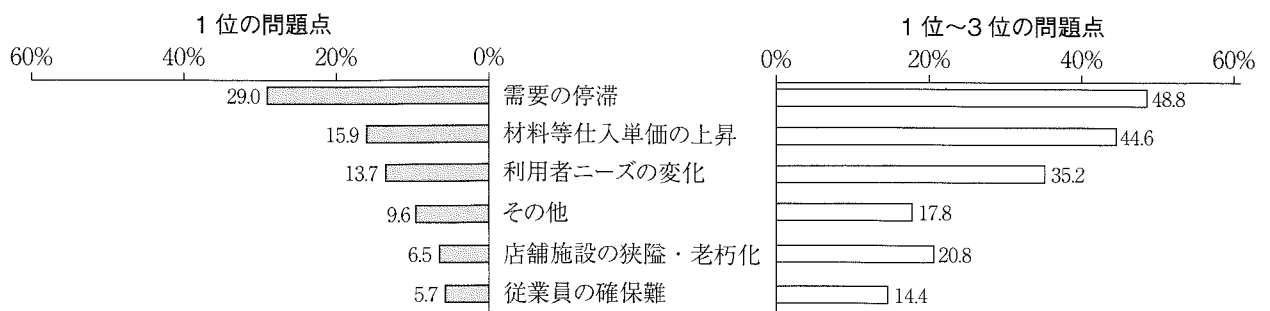 1位の問題点 1位～3位の問題点
60% 40% 20% 0% 0% 20% 40% 60%
29.0 需要の停滞 48.8
15.9 材料等仕入単価の上昇 44.6
13.7 利用者ニーズの変化 35.2
9.6 その他 17.8
6.5 店舗施設の狭隘・老朽化 20.8
5.7 従業員の確保難 14.4